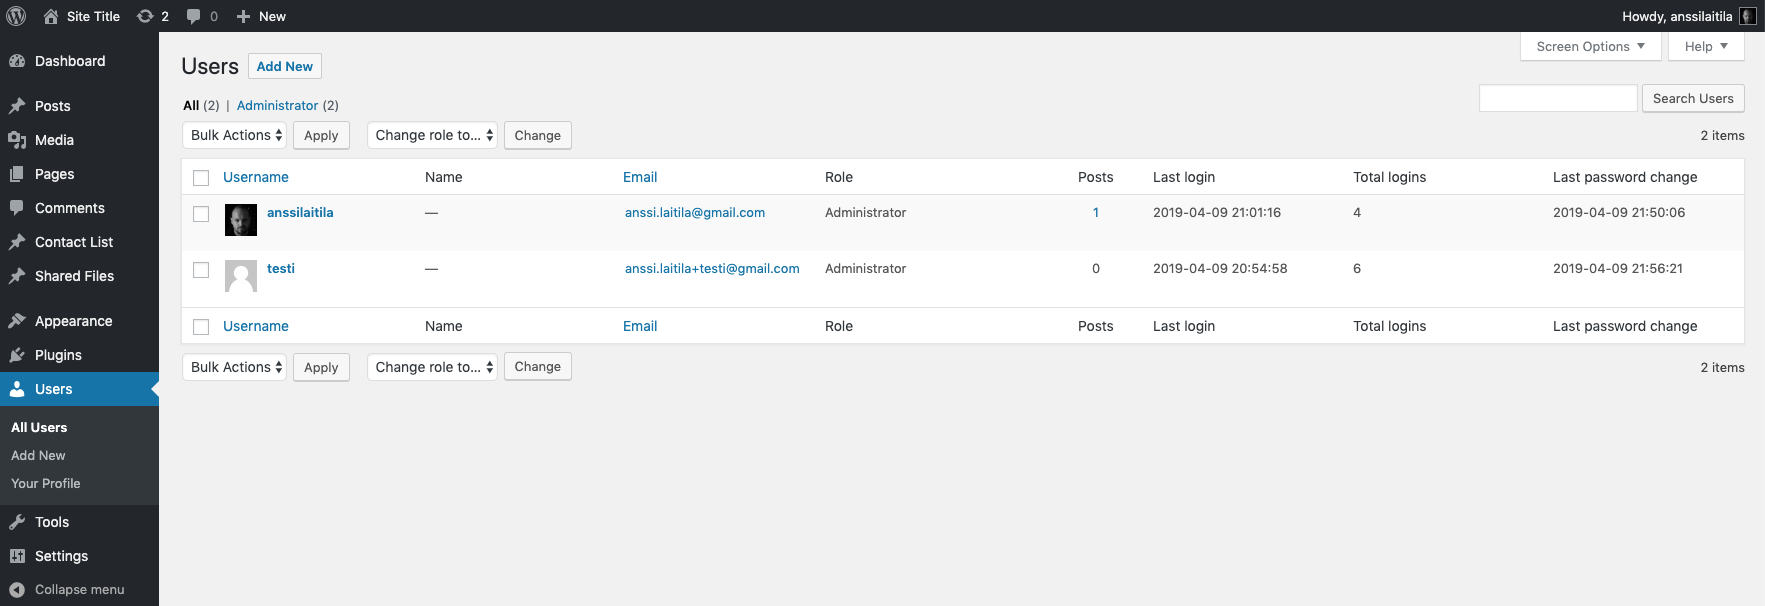 Site Title 2 0 New Howdy, anssilaitila
Screen Options Help
Dashboard
Posts
Media
Pages
Comments
Contact List
Shared Files
Appearance
Plugins
Users
All Users
Add New
Your Profile
Tools
Settings
Collapse menu
Users Add New
All (2) | Administrator (2)
Search Users
Bulk Actions Apply Change role to... Change 2 items
Username Name Email Role Posts Last login Total logins Last password change
anssilaitila — anssi.laitila@gmail.com Administrator 1 2019-04-09 21:01:16 4 2019-04-09 21:50:06
testi — anssi.laitila+testi@gmail.com Administrator 0 2019-04-09 20:54:58 6 2019-04-09 21:56:21
Username Name Email Role Posts Last login Total logins Last password change
Bulk Actions Apply Change role to... Change 2 items